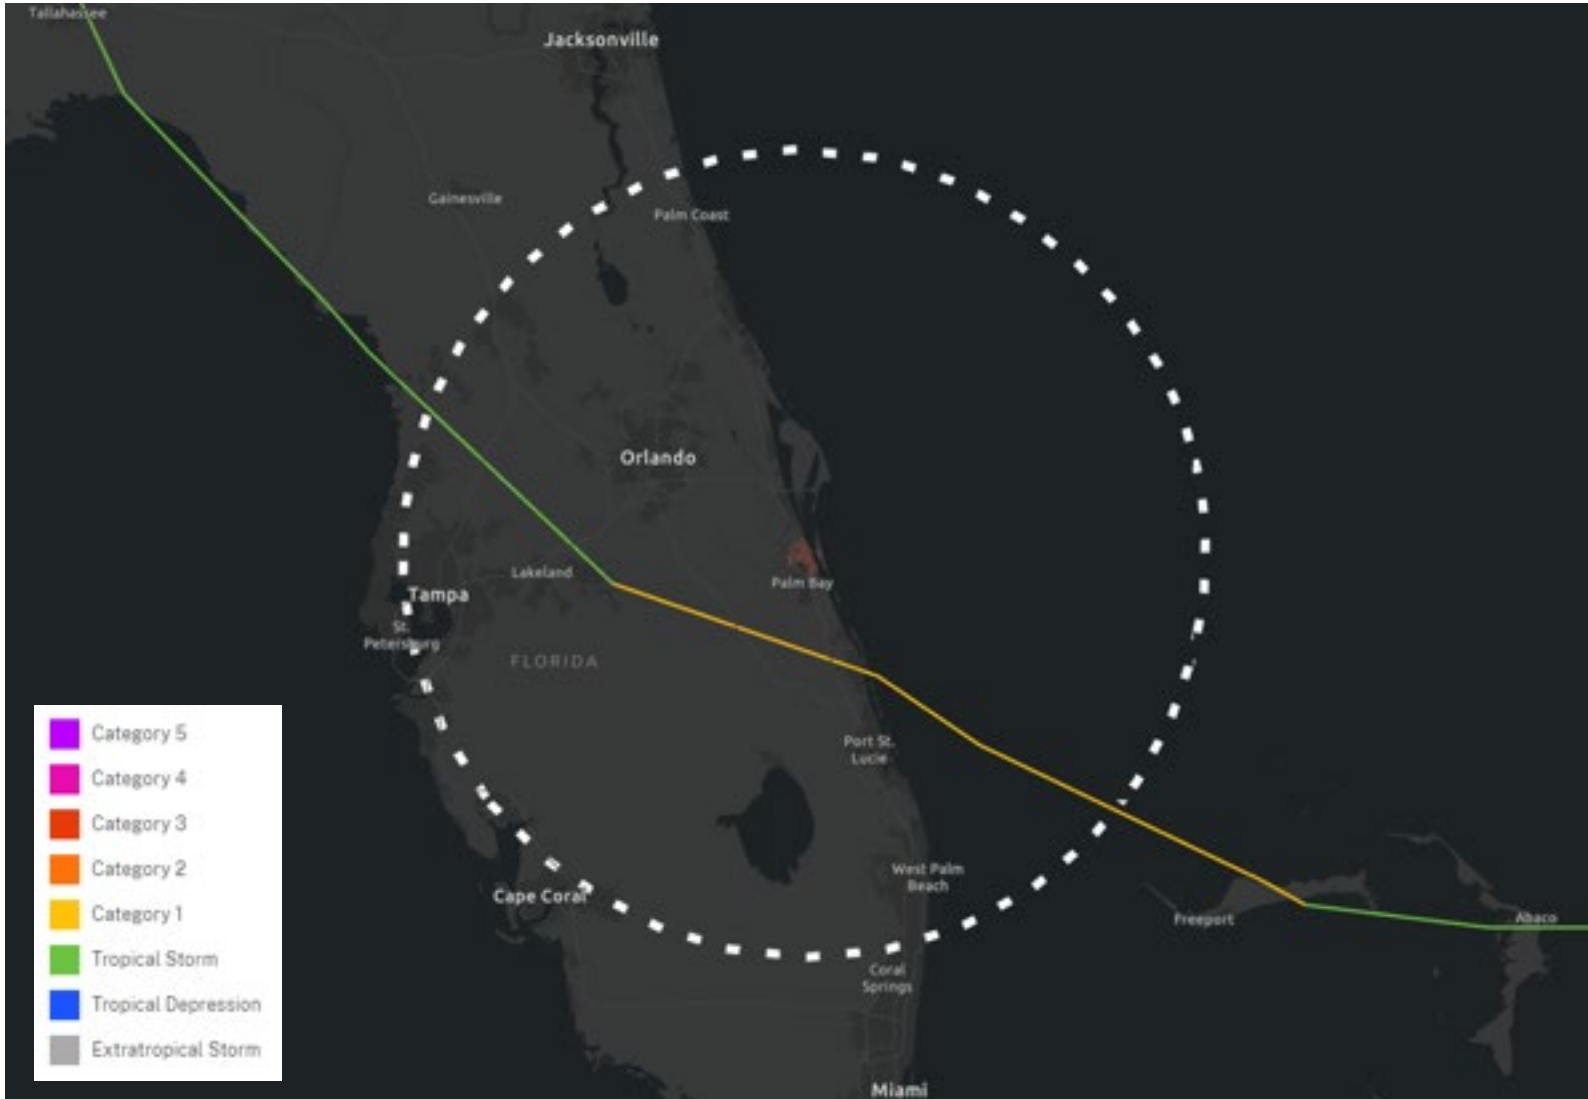 Tallahassee
Jacksonville
Gainesville
Palm Coast
Orlando
Lakeland
Palm Bay
Tampa
St.
Petersburg
FLORIDA
Port St.
Lucie
West Palm
Beach
Cape Coral
Freeport
Abaco
Coral
Springs
Miami
Category 5
Category 4
Category 3
Category 2
Category 1
Tropical Storm
Tropical Depression
Extratropical Storm